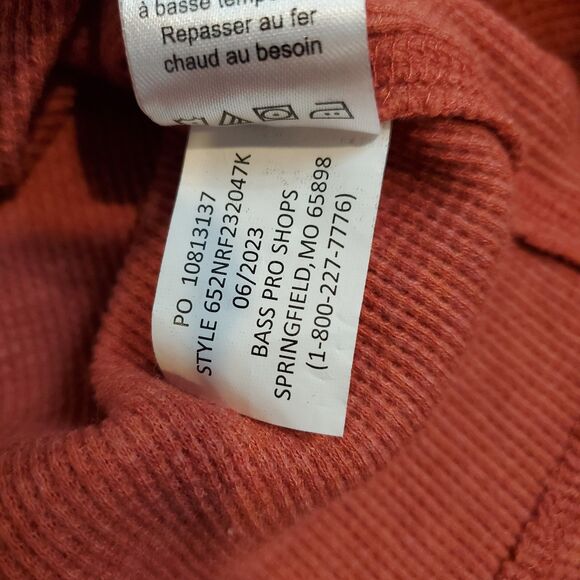 à basse
Repasser au fer
chaud au besoin
PO 10813137
STYLE 652NRF232047K
06/2023
BASS PRO SHOPS
SPRINGFIELD,MO 65898
(1-800-227-7776)